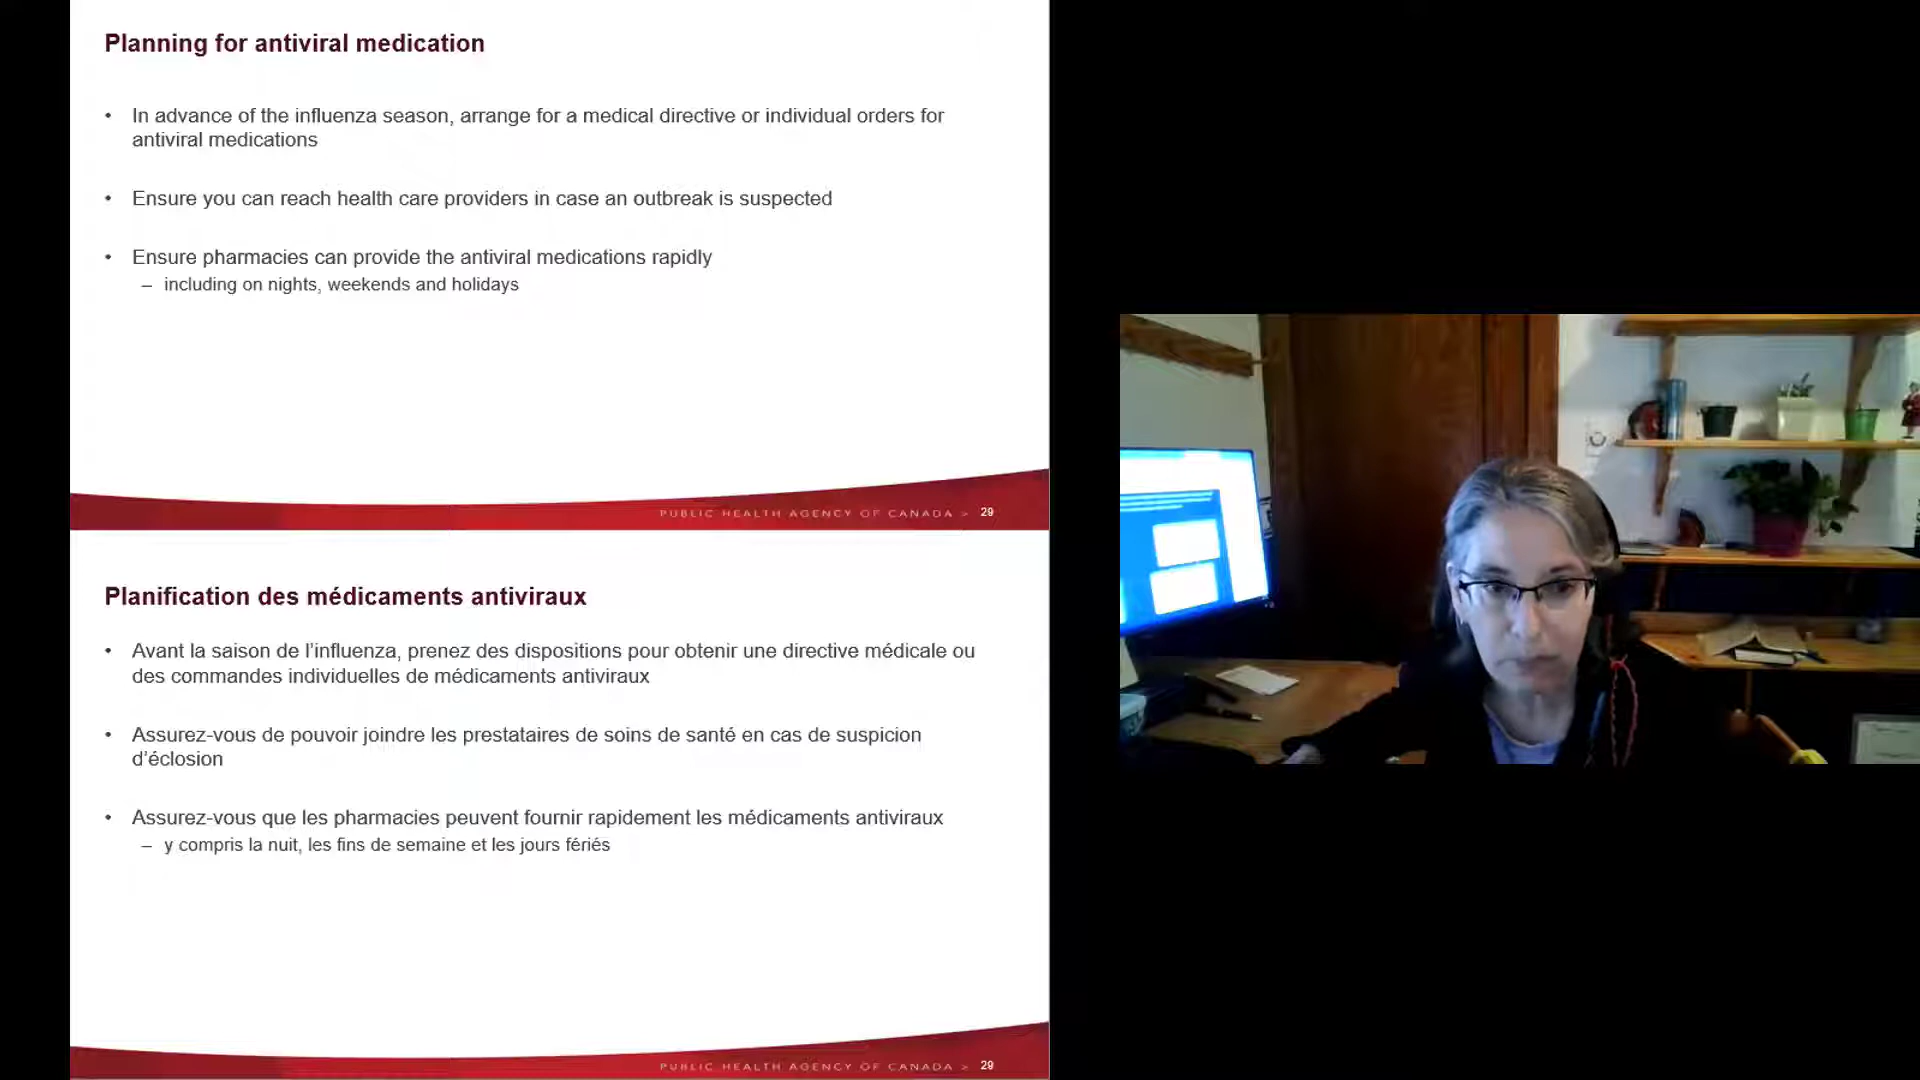 Planning for antiviral medication
• In advance of the influenza season, arrange for a medical directive or individual orders for
antiviral medications
• Ensure you can reach health care providers in case an outbreak is suspected
• Ensure pharmacies can provide the antiviral medications rapidly
– including on nights, weekends and holidays
PUBLIC HEALTH AGENCY OF CANADA > 29
Planification des médicaments antiviraux
• Avant la saison de l’influenza, prenez des dispositions pour obtenir une directive médicale ou
des commandes individuelles de médicaments antiviraux
• Assurez-vous de pouvoir joindre les prestataires de soins de santé en cas de suspicion
d’éclosion
• Assurez-vous que les pharmacies peuvent fournir rapidement les médicaments antiviraux
– y compris la nuit, les fins de semaine et les jours fériés
PUBLIC HEALTH AGENCY OF CANADA > 29